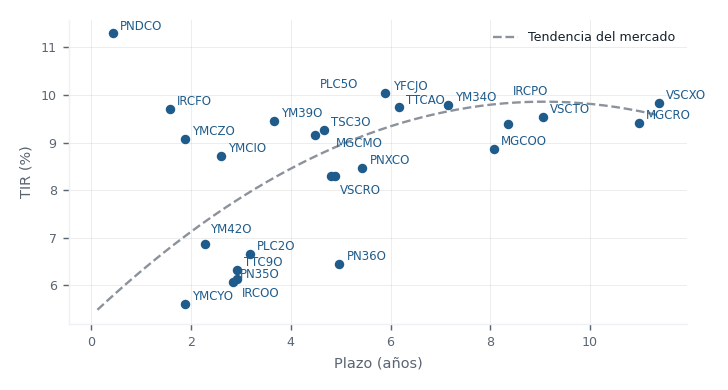 PNDCO
11
Tendencia del mercado
PLC5O
YFCJO
IRCPO
VSCXO
10
IRCFO
YM34O
TTCAO
VSCTO
YM39O
MGCRO
TSC3O
YMCZO
9
MGCMO
MGCOO
YMCIO
PNXCO
8
VSCRO
TIR (%)
YM42O
7
PLC2O
PN36O
TTC9O
PN35O
6
YMCYO
IRCOO
0
2
4
6
8
10
Plazo (años)